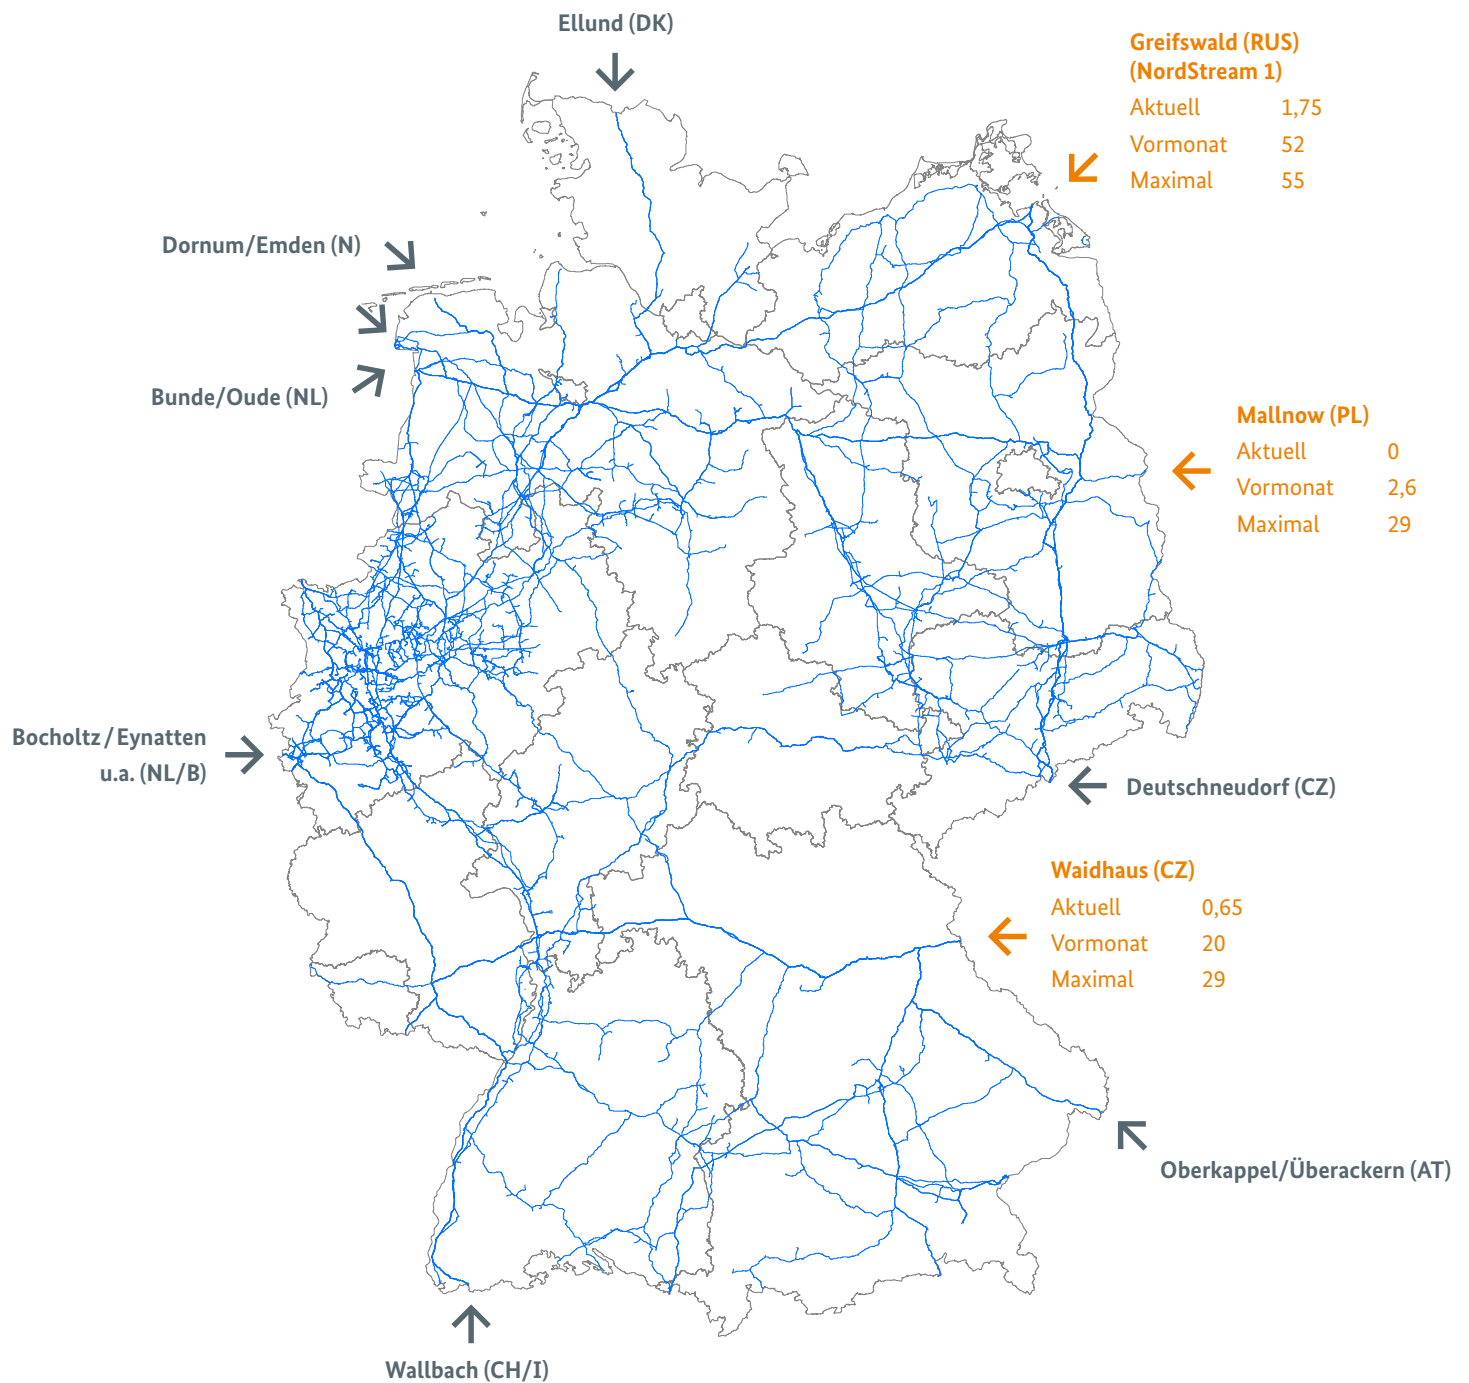 Ellund (DK)
Greifswald (RUS)
(NordStream 1)
Aktuell 1,75
Vormonat 52
Maximal 55
Dornum/Emden (N)
Bunde/Oude (NL)
Mallnow (PL)
Aktuell 0
Vormonat 2,6
Maximal 29
Bocholtz / Eynatten
u.a. (NL/B)
Deutschneudorf (CZ)
Waidhaus (CZ)
Aktuell 0,65
Vormonat 20
Maximal 29
Oberkappel/Überackern (AT)
Wallbach (CH/I)